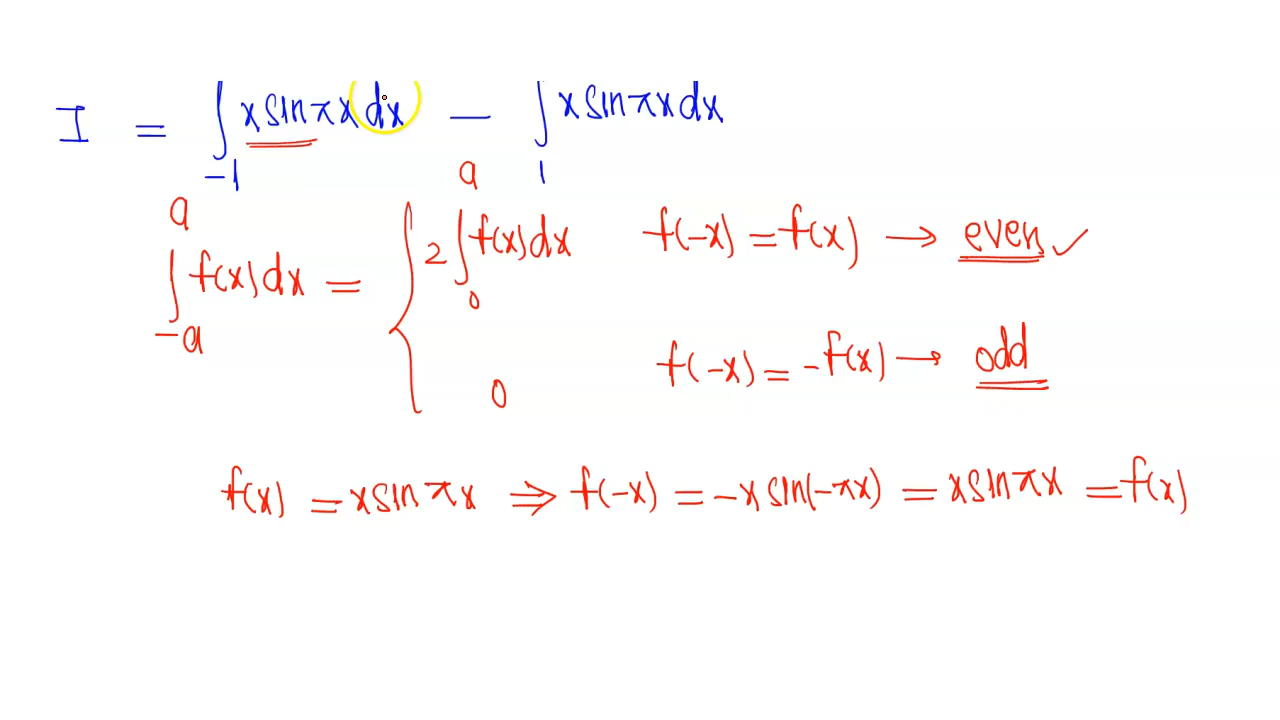 I = ∫_{-1} x sin πx dx − ∫_{1} x sin πx dx
∫_{-a}^{a} f(x) dx = { 2 ∫_{0}^{a} f(x) dx f(-x) = f(x) → even ✓
0 f(-x) = -f(x) → odd
f(x) = x sin πx ⇒ f(-x) = -x sin(-πx) = x sin πx = f(x)